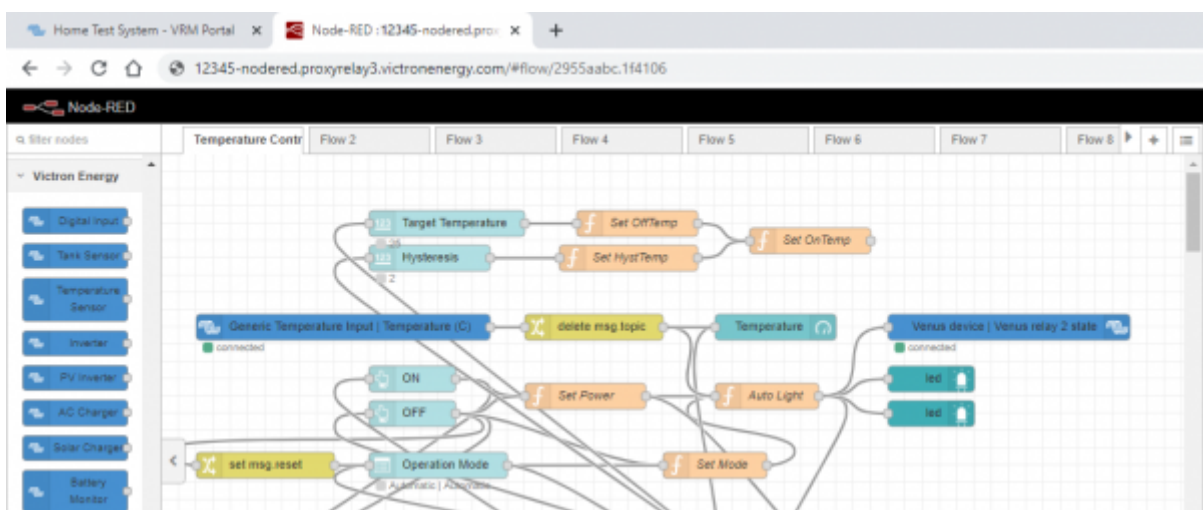 Home Test System - VRM Portal
Node-RED : 12345-nodered.prox
12345-nodered.proxyrelay3.victronenergy.com/#flow/2955aabc.1f4106
Node-RED
filter nodes
Temperature Contr Flow 2 Flow 3 Flow 4 Flow 5 Flow 6 Flow 7 Flow 8
Victron Energy
Digital Input
Tank Sensor
Temperature
Sensor
Inverter
PV Inverter
AC Charger
Solar Charger
Battery
Monitor
Target Temperature Set OffTemp
Set OnTemp
Hysteresis Set HystTemp
2
Generic Temperature Input | Temperature (C) delete msg.topic Temperature Venus device | Venus relay 2 state
connected connected
ON led
Set Power Auto Light
OFF led
set msg.reset Operation Mode Set Mode
Automatic |